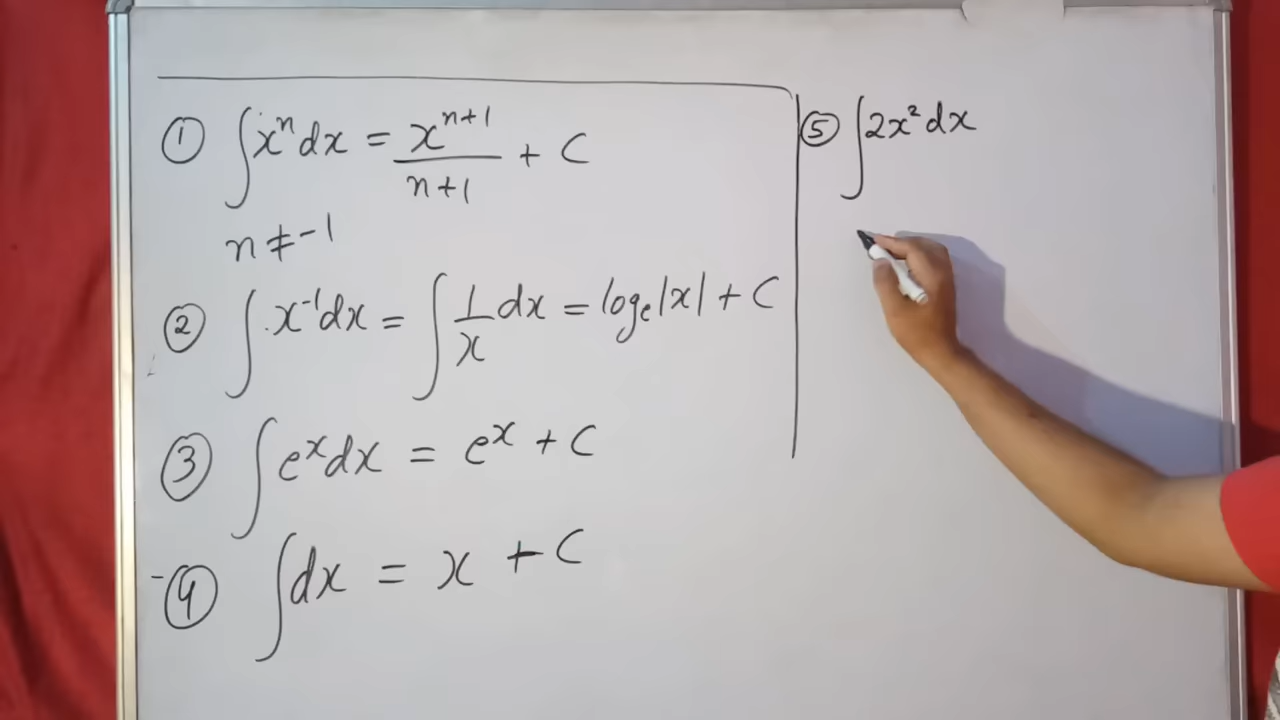 ① ∫xⁿdx = xⁿ⁺¹/n+1 + C
n ≠ -1
② ∫.x⁻¹dx = ∫1/x dx = logₑ|x| + C
③ ∫eˣdx = eˣ + C
④ ∫dx = x + C
⑤ ∫2x²dx